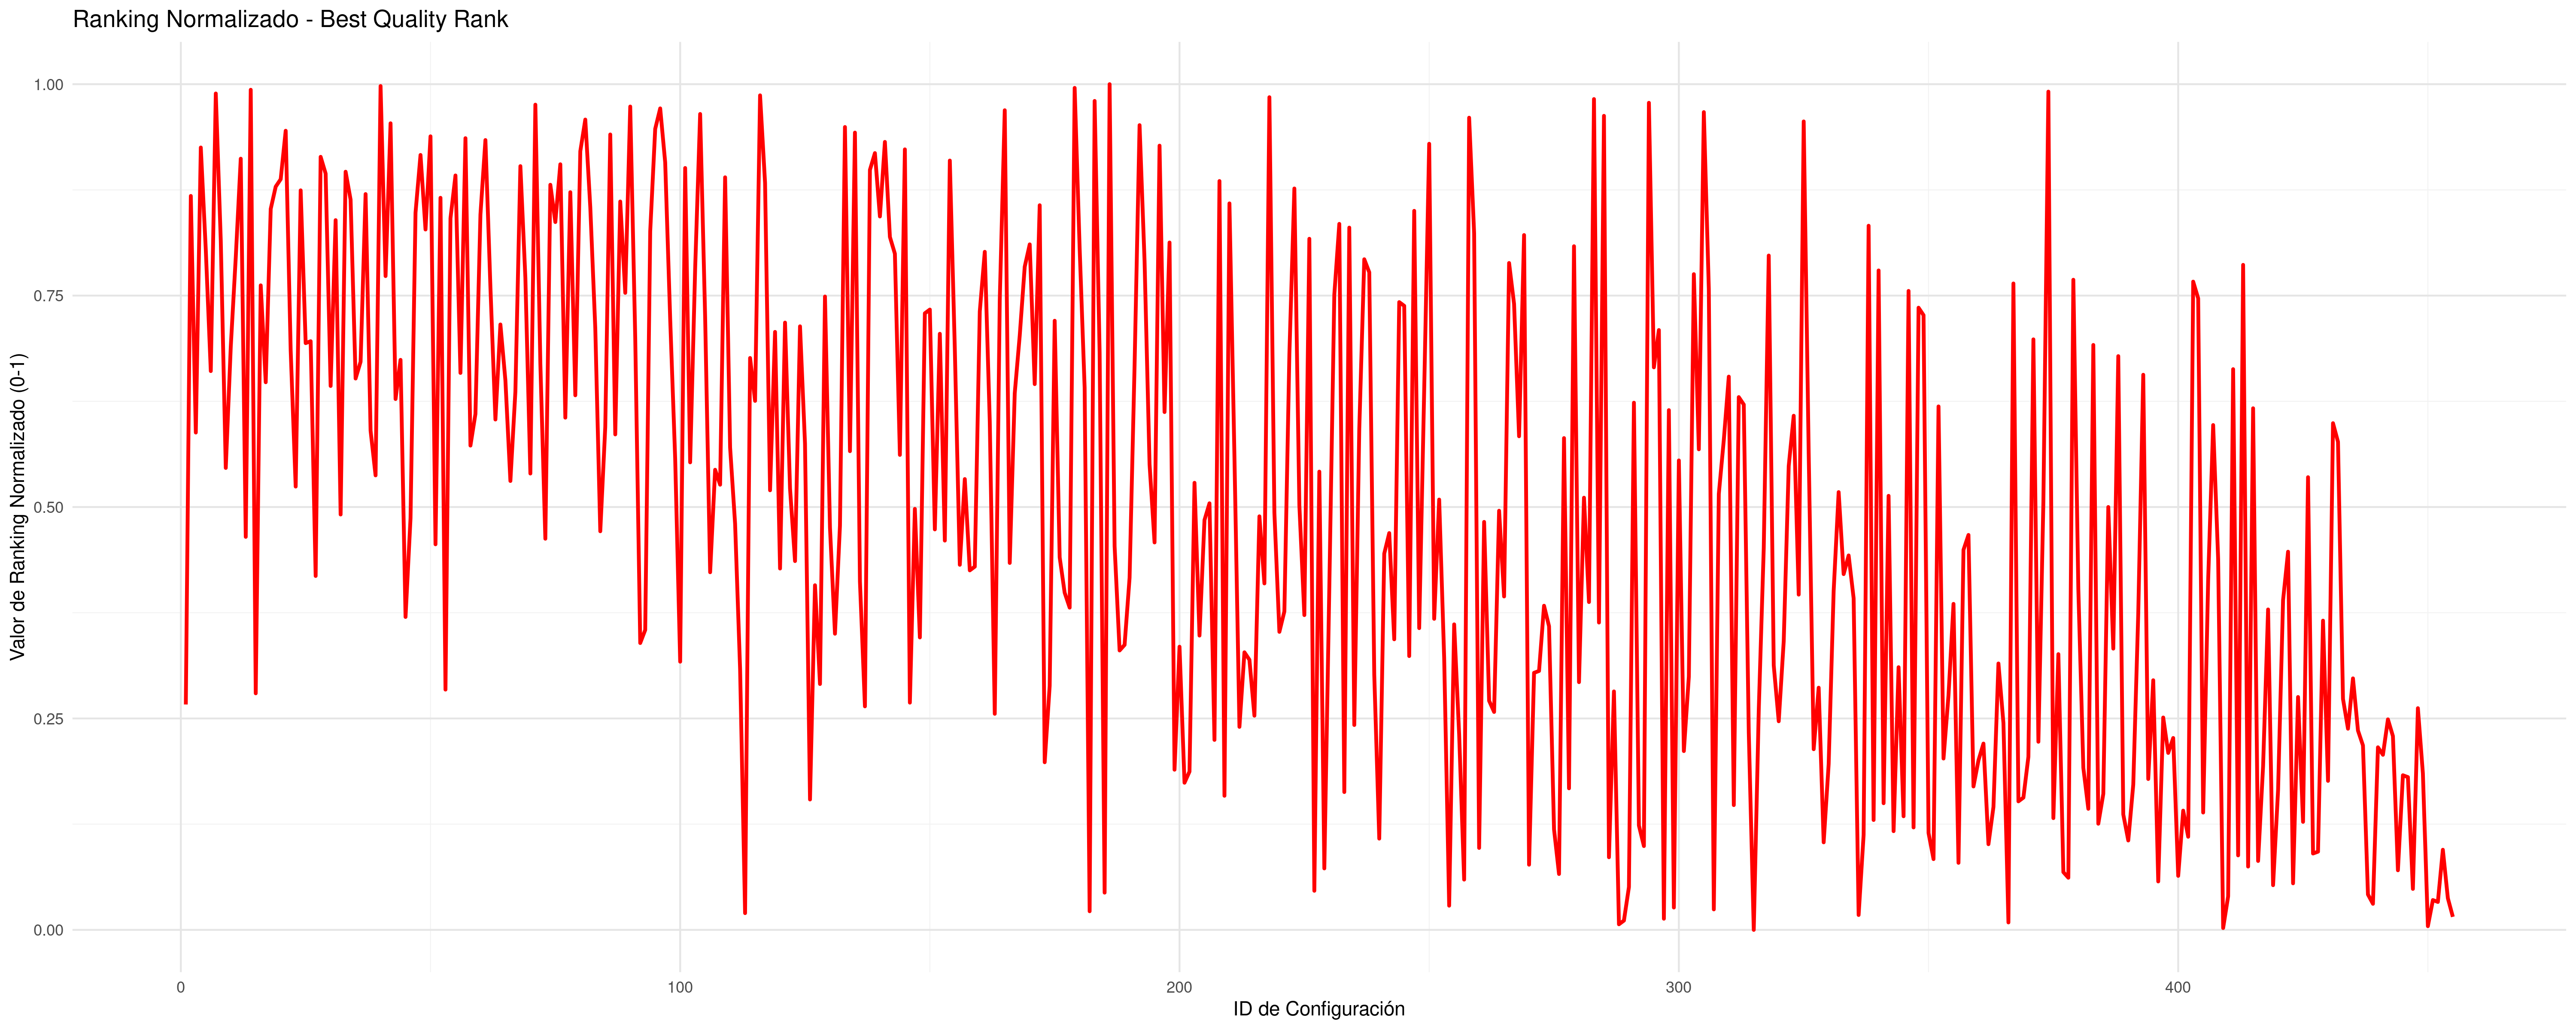 Ranking Normalizado - Best Quality Rank
Valor de Ranking Normalizado (0-1)
1.00
0.75
0.50
0.25
0.00
0 100 200 300 400
ID de Configuración